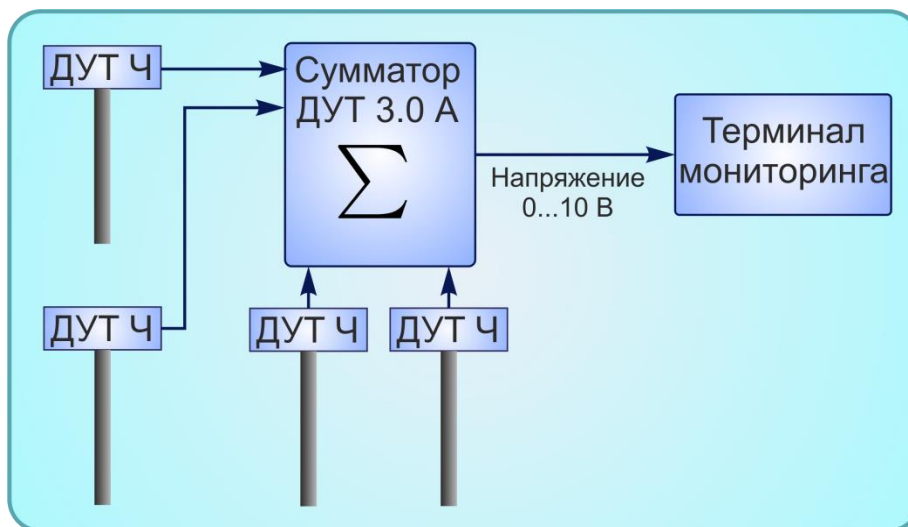 ДУТ Ч
Сумматор
ДУТ 3.0 А
Σ
Терминал
мониторинга
Напряжение
0...10 В
ДУТ Ч
ДУТ Ч
ДУТ Ч